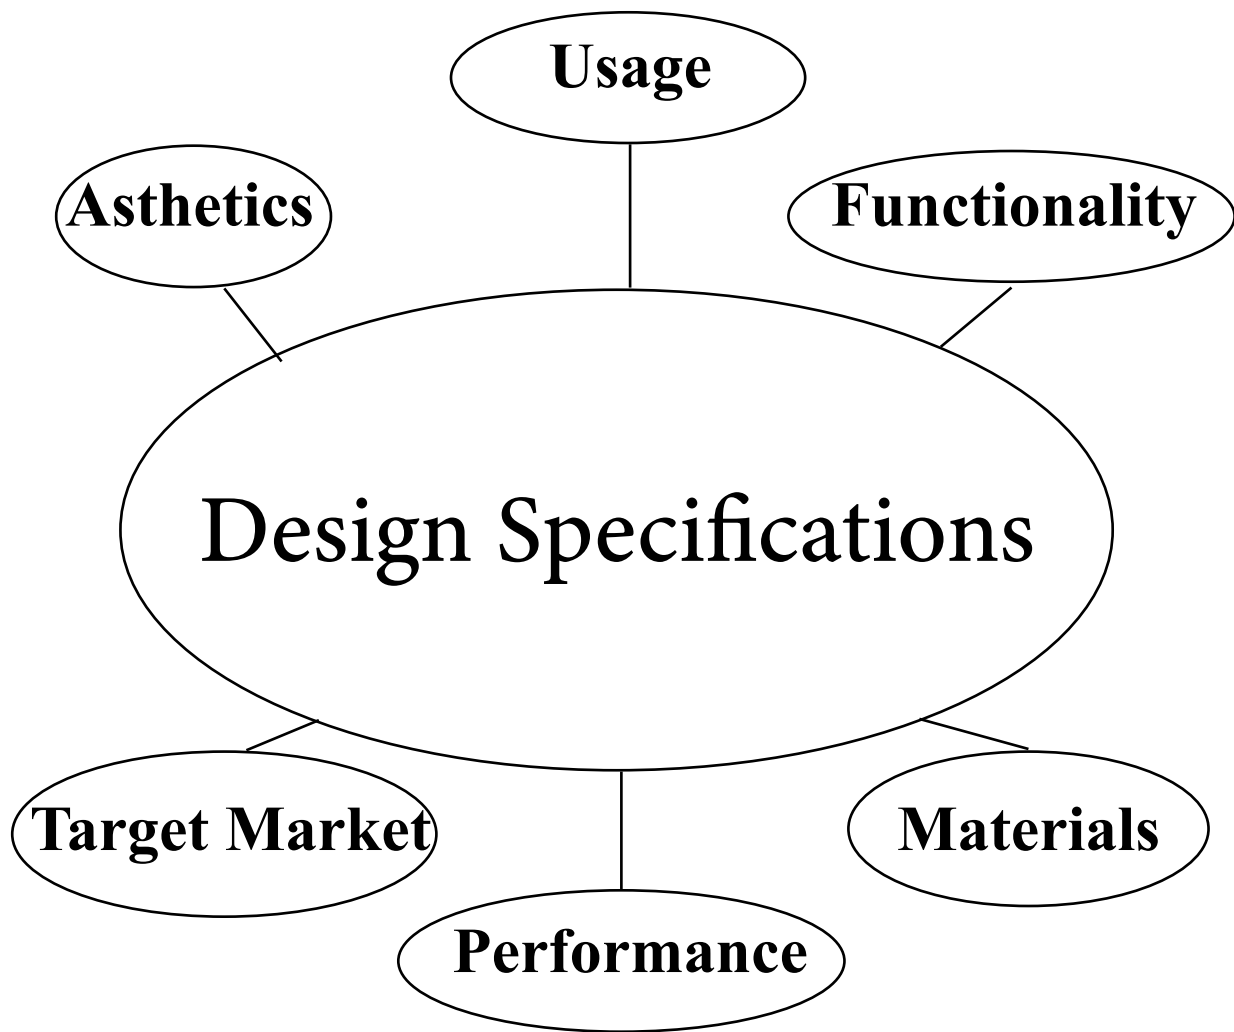 Usage
Asthetics
Functionality
Design Specifications
Target Market
Materials
Performance